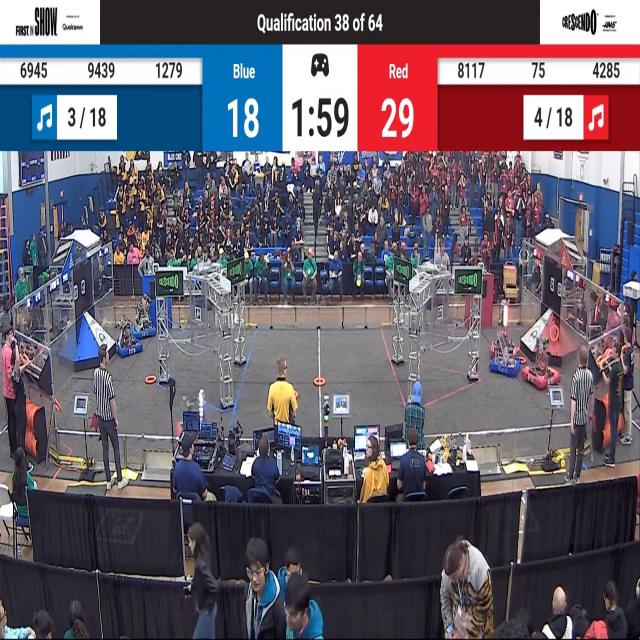 FIRST IN SHOW
Qualcomm
Qualification 38 of 64
CRESCENDO
HAAS
6945 9439 1279
Blue
Red
8117 75 4285
3 / 18
18
1:59
29
4 / 18